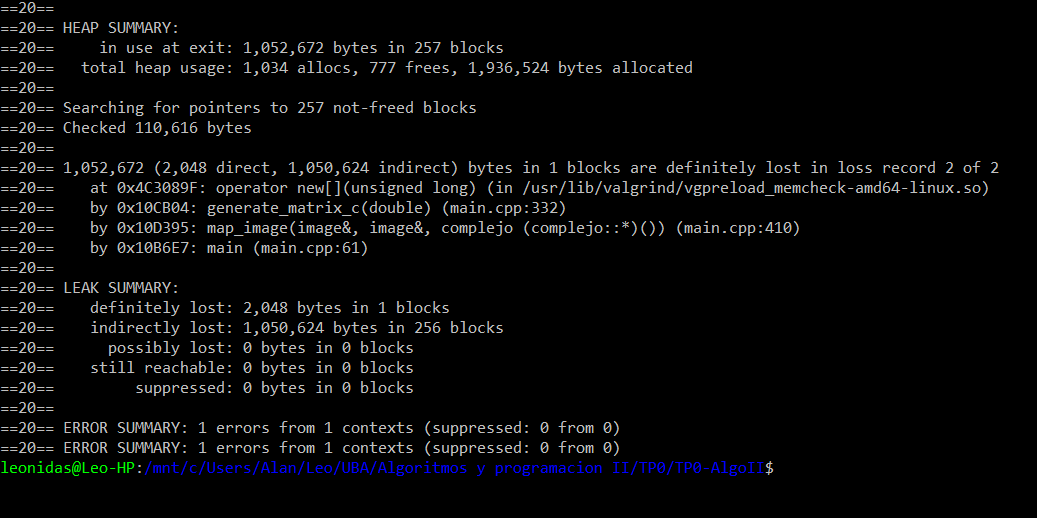 ==20==
==20== HEAP SUMMARY:
==20==     in use at exit: 1,052,672 bytes in 257 blocks
==20==   total heap usage: 1,034 allocs, 777 frees, 1,936,524 bytes allocated
==20==
==20== Searching for pointers to 257 not-freed blocks
==20== Checked 110,616 bytes
==20==
==20== 1,052,672 (2,048 direct, 1,050,624 indirect) bytes in 1 blocks are definitely lost in loss record 2 of 2
==20==    at 0x4C3089F: operator new[](unsigned long) (in /usr/lib/valgrind/vgpreload_memcheck-amd64-linux.so)
==20==    by 0x10CB04: generate_matrix_c(double) (main.cpp:332)
==20==    by 0x10D395: map_image(image&, image&, complejo (complejo::*)()) (main.cpp:410)
==20==    by 0x10B6E7: main (main.cpp:61)
==20==
==20== LEAK SUMMARY:
==20==    definitely lost: 2,048 bytes in 1 blocks
==20==    indirectly lost: 1,050,624 bytes in 256 blocks
==20==      possibly lost: 0 bytes in 0 blocks
==20==    still reachable: 0 bytes in 0 blocks
==20==         suppressed: 0 bytes in 0 blocks
==20==
==20== ERROR SUMMARY: 1 errors from 1 contexts (suppressed: 0 from 0)
==20== ERROR SUMMARY: 1 errors from 1 contexts (suppressed: 0 from 0)
leonidas@Leo-HP:/mnt/c/Users/Alan/Leo/UBA/Algoritmos y programacion II/TP0/TP0-AlgoII$